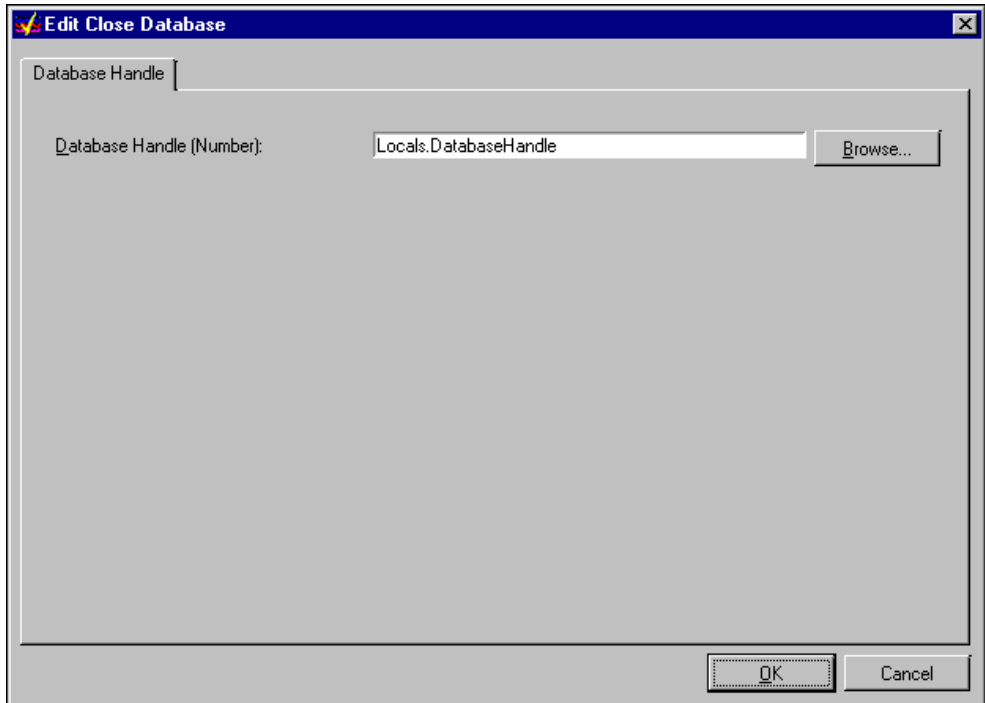 Edit Close Database
Database Handle
Database Handle (Number): Locals.DatabaseHandle Browse...
OK Cancel